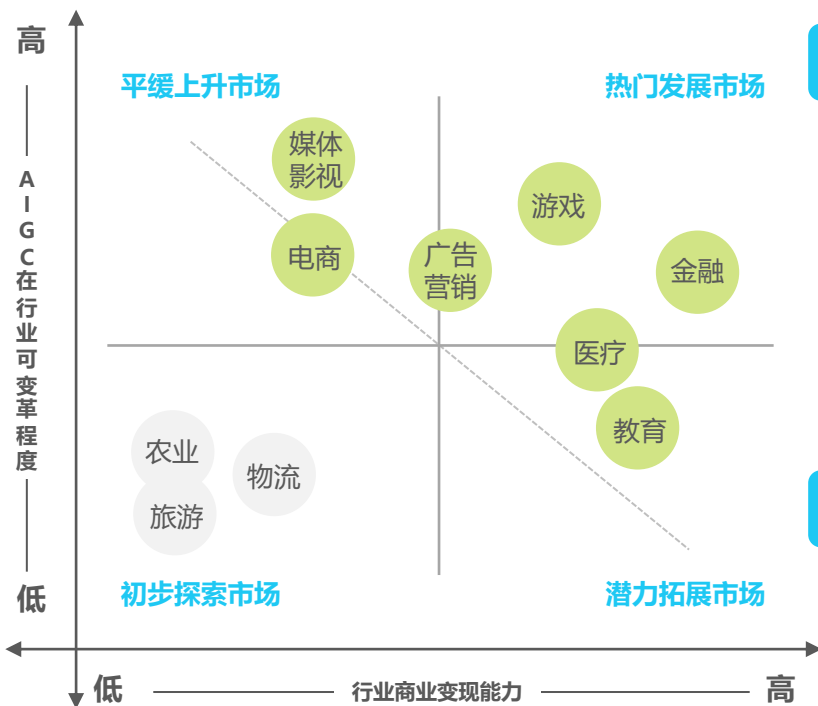 高
平缓上升市场
热门发展市场
媒体
影视
游戏
电商
广告
营销
金融
AIGC在行业可变革程度
医疗
教育
农业
物流
旅游
初步探索市场
潜力拓展市场
低
低
行业商业变现能力
高